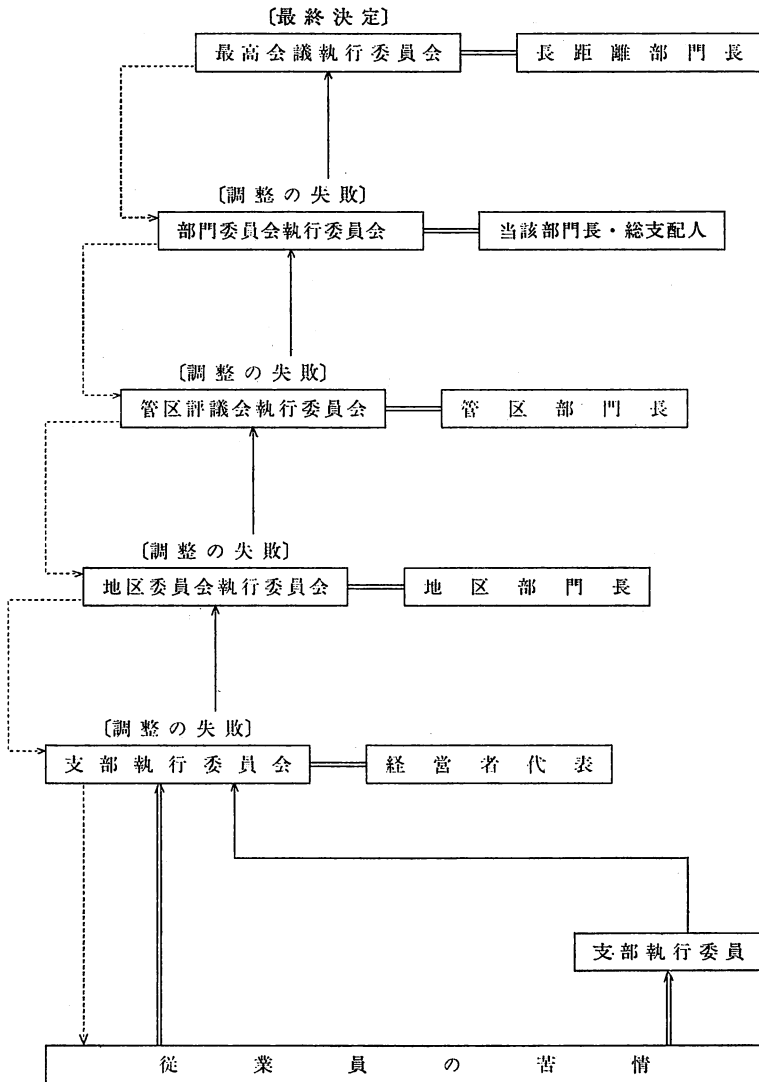 〔最終決定〕
最高会議執行委員会
長距離部門長
〔調整の失敗〕
部門委員会執行委員会
当該部門長・総支配人
〔調整の失敗〕
管区評議会執行委員会
管区部門長
〔調整の失敗〕
地区委員会執行委員会
地区部門長
〔調整の失敗〕
支部執行委員会
経営者代表
支部執行委員
従業員の苦情